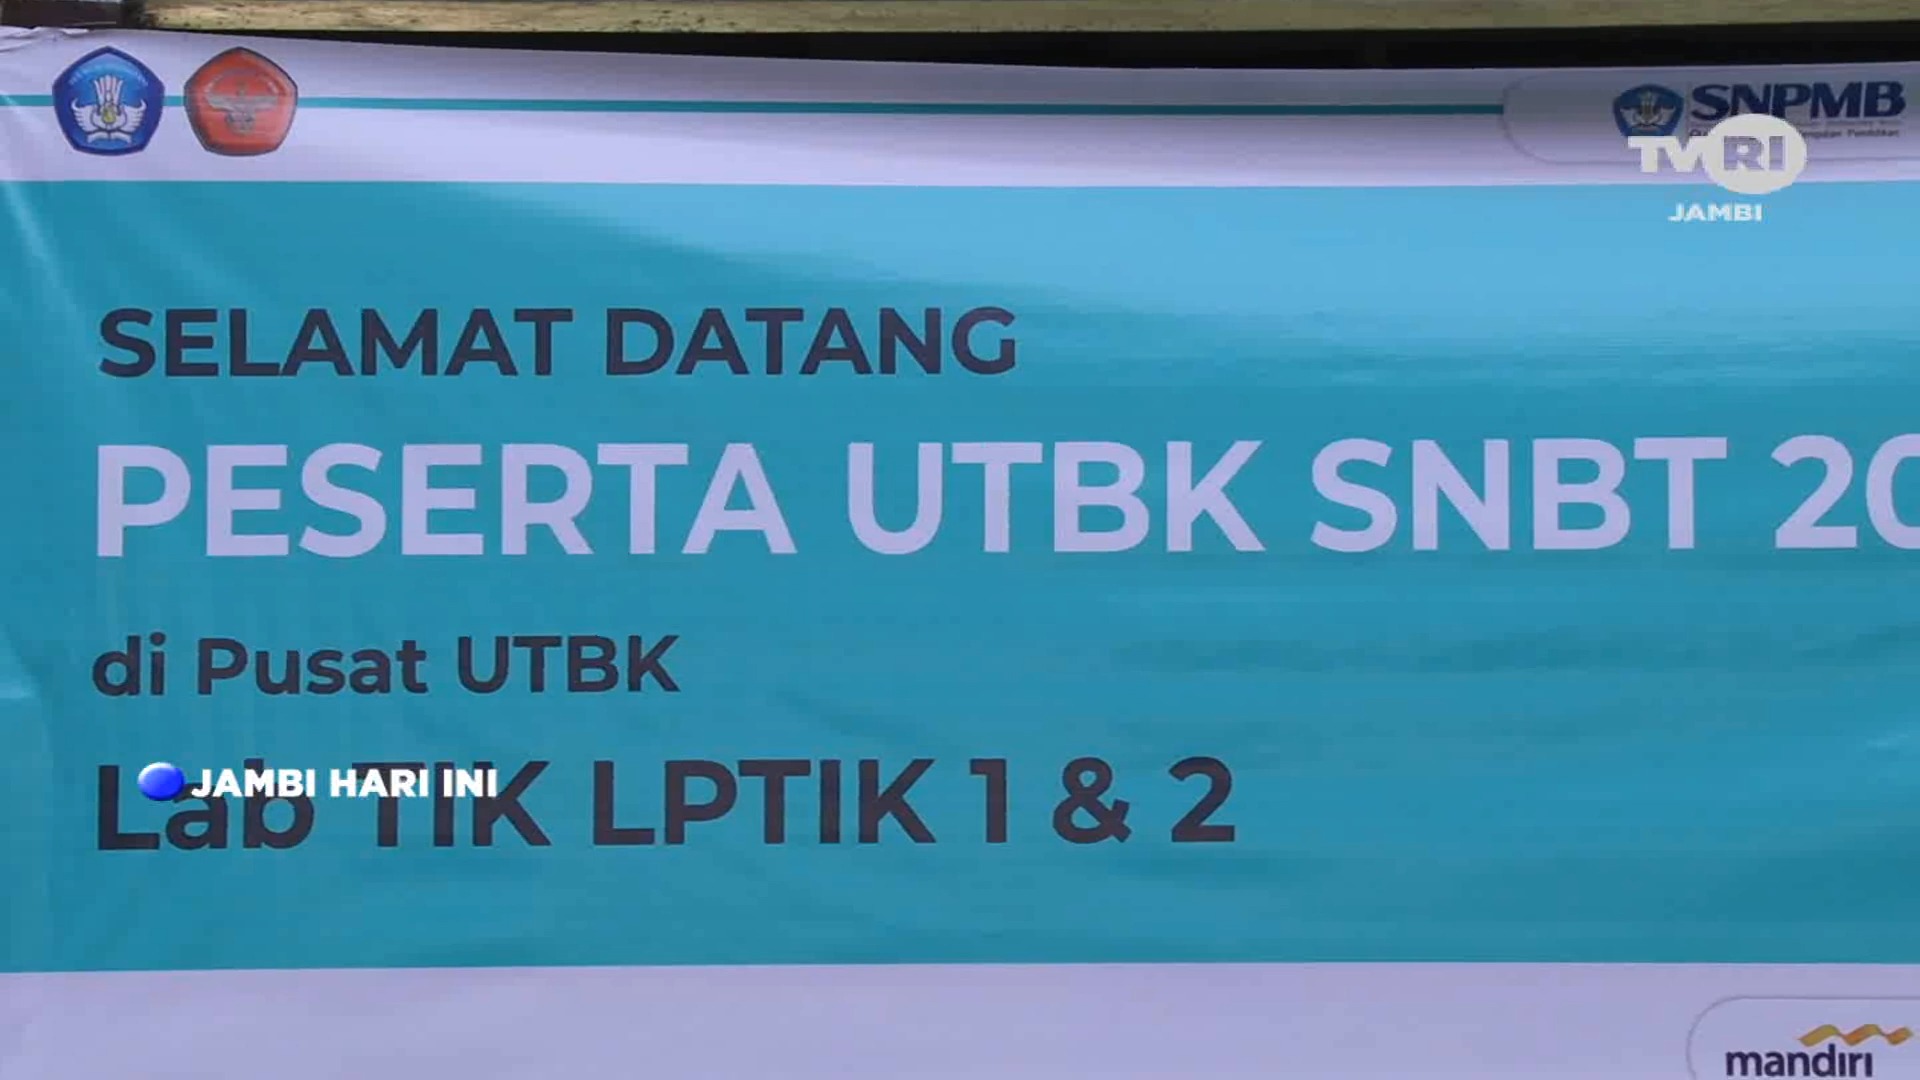 SNPMB
TVRI
JAMBI
SELAMAT DATANG
PESERTA UTBK SNBT 20
di Pusat UTBK
Lab TIK LPTIK 1 & 2
JAMBI HARI INI
mandiri